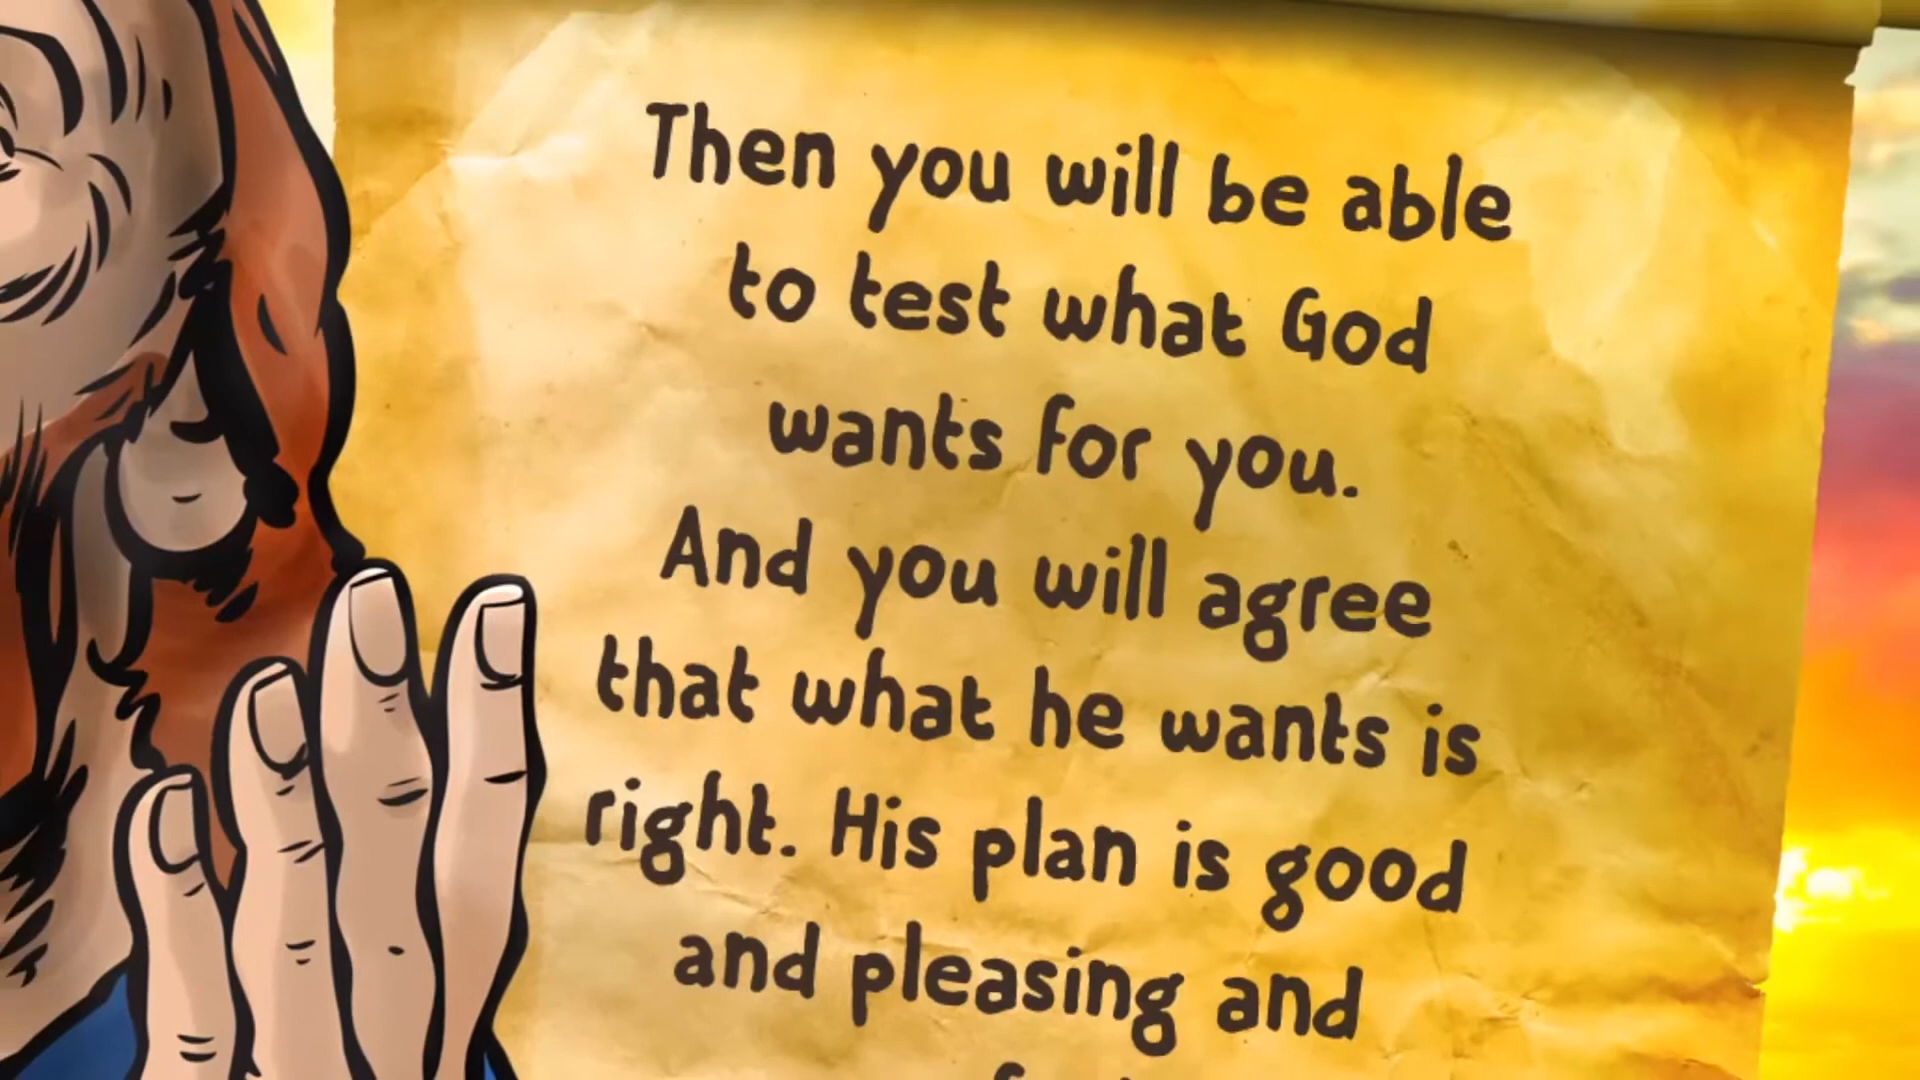 Then you will be able
to test what God
wants for you.
And you will agree
that what he wants is
right. His plan is good
and pleasing and